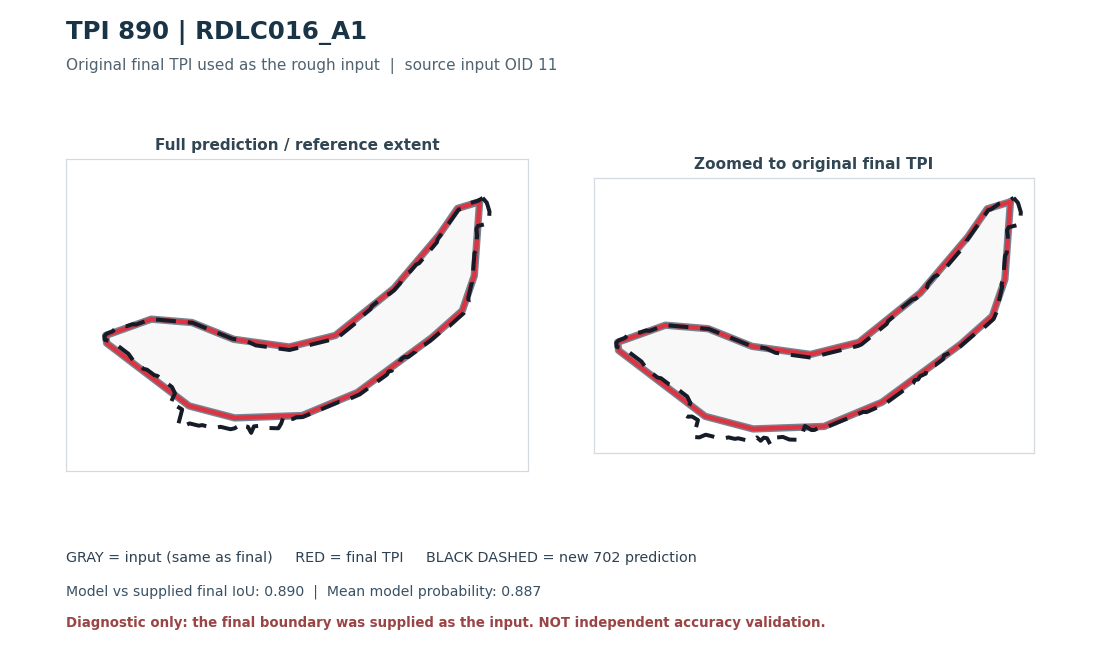 TPI 890 | RDLC016_A1
Original final TPI used as the rough input | source input OID 11
Full prediction / reference extent
Zoomed to original final TPI
GRAY = input (same as final) RED = final TPI BLACK DASHED = new 702 prediction
Model vs supplied final IoU: 0.890 | Mean model probability: 0.887
Diagnostic only: the final boundary was supplied as the input. NOT independent accuracy validation.